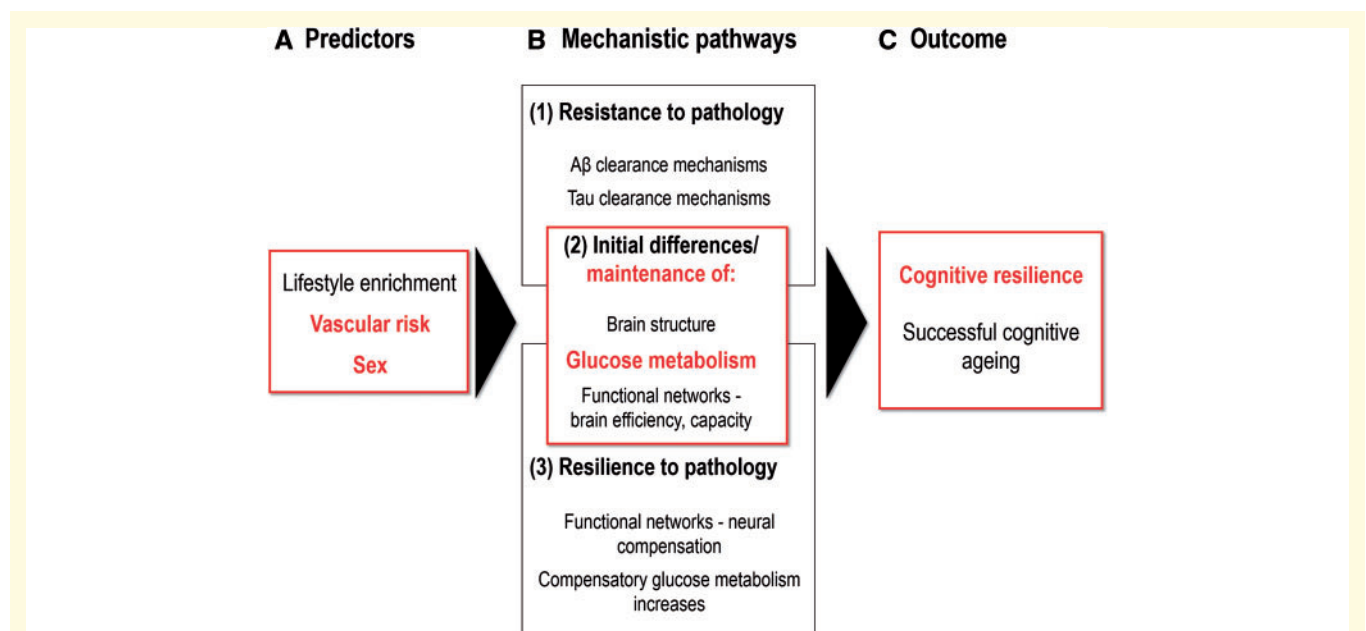 A Predictors
B Mechanistic pathways
C Outcome
(1) Resistance to pathology
Aβ clearance mechanisms
Tau clearance mechanisms
(2) Initial differences/
maintenance of:
Brain structure
Glucose metabolism
Functional networks -
brain efficiency, capacity
(3) Resilience to pathology
Functional networks - neural
compensation
Compensatory glucose metabolism
increases
Lifestyle enrichment
Vascular risk
Sex
Cognitive resilience
Successful cognitive
ageing